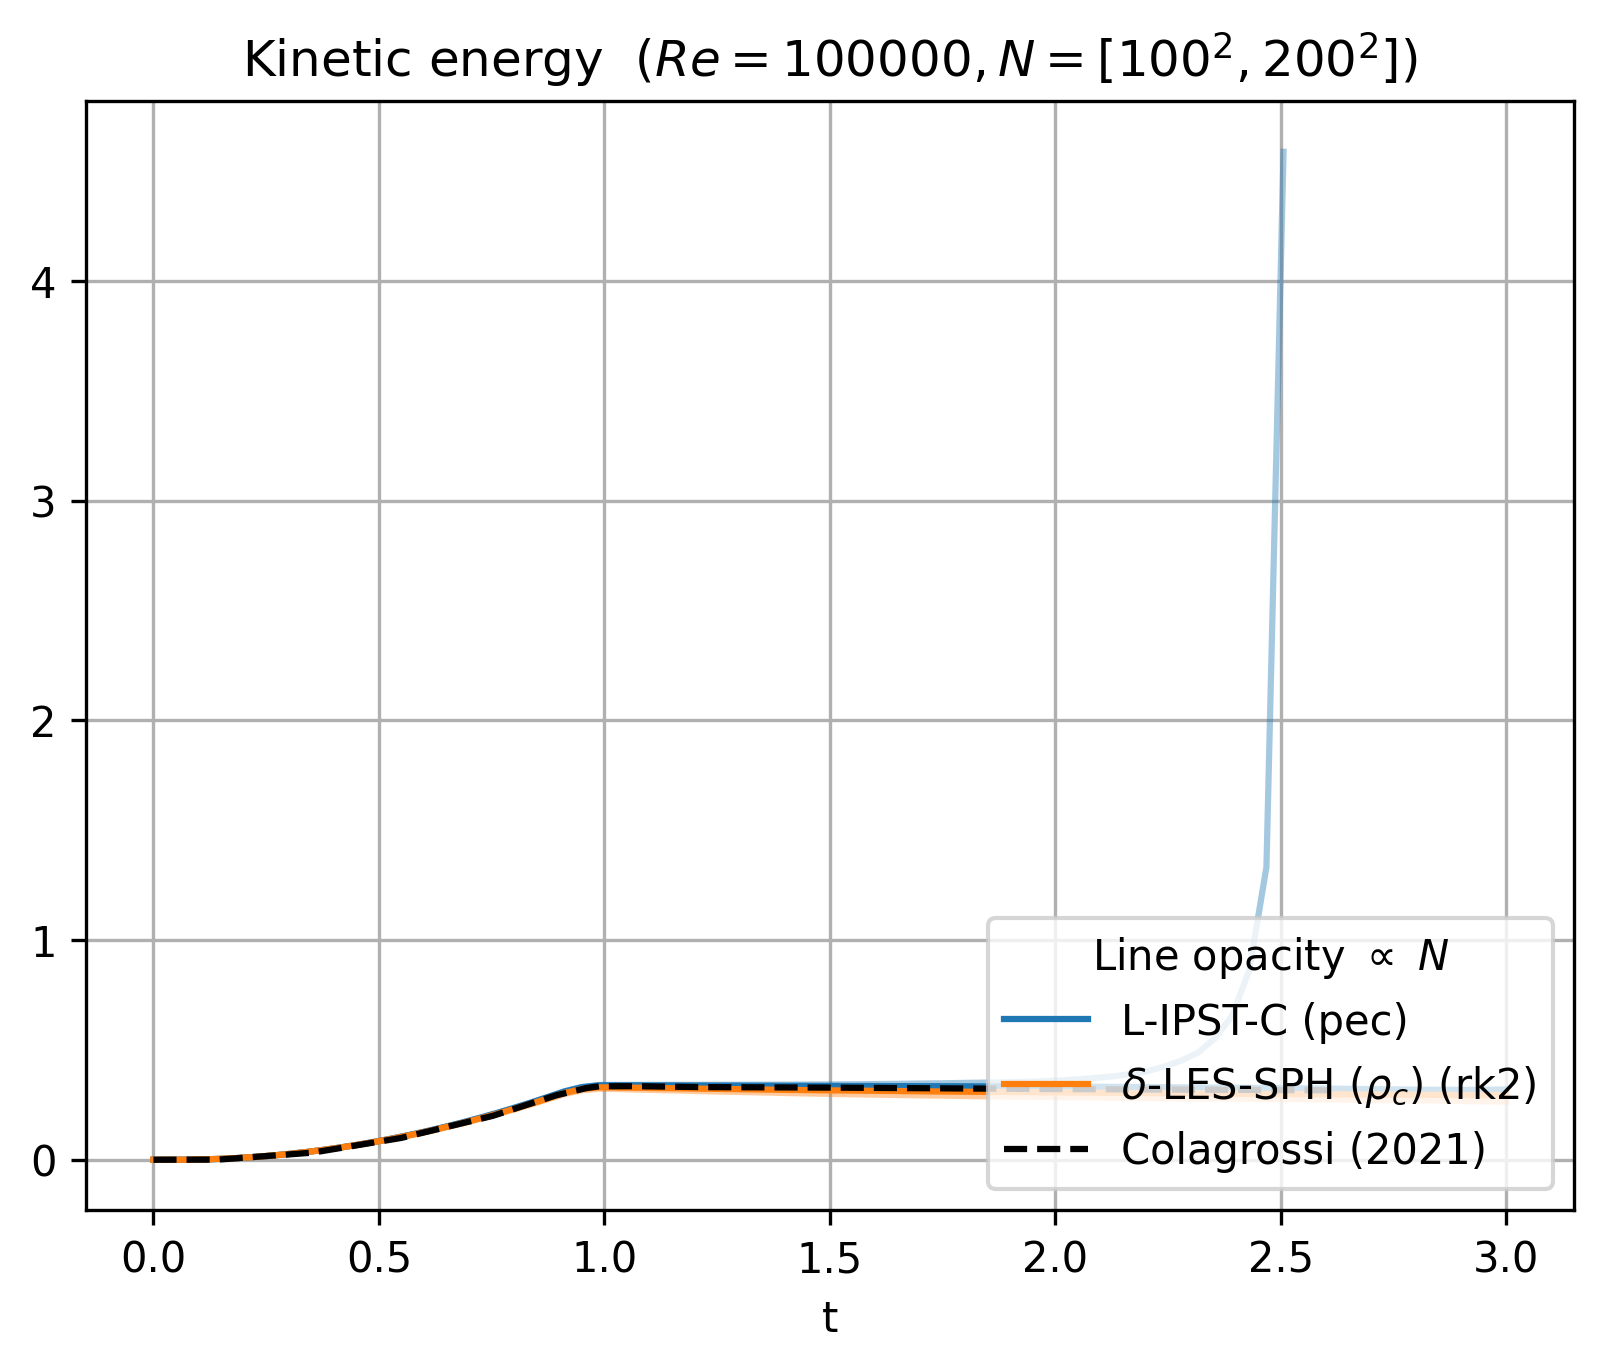 Kinetic energy (Re = 100000, N = [100², 200²])
4
3
2
1
0
Line opacity ∝ N
L-IPST-C (pec)
δ-LES-SPH (ρ_c) (rk2)
Colagrossi (2021)
0.0 0.5 1.0 1.5 2.0 2.5 3.0
t